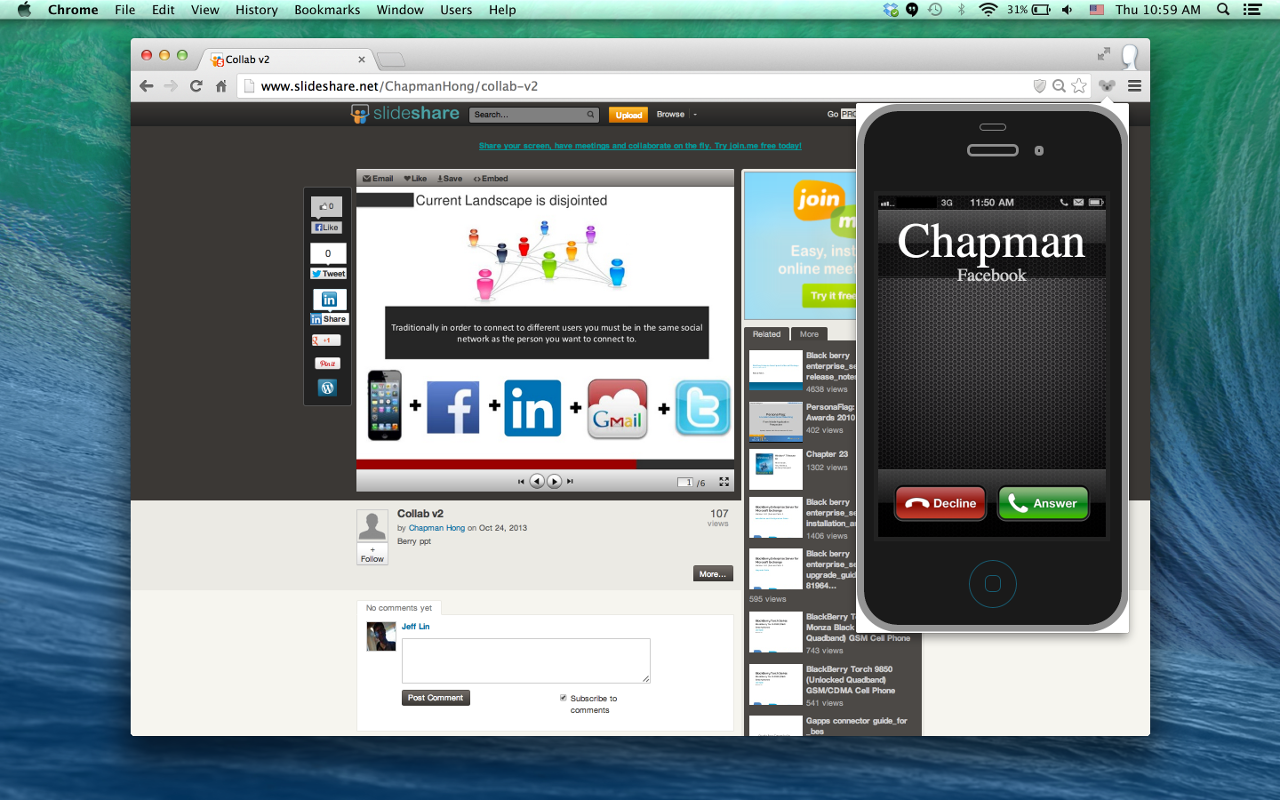 Chrome File Edit View History Bookmarks Window Users Help
31% Thu 10:59 AM
Collab v2
www.slideshare.net/ChapmanHong/collab-v2
slideshare Search... Upload Browse Go PRO
Share your screen, have meetings and collaborate on the fly. Try join.me free today!
Email Like Save Embed
0
Like
0
Tweet
in
Share
+1
Pin it
Current Landscape is disjointed
Traditionally in order to connect to different users you must be in the same social
network as the person you want to connect to.
+ f + in + Gmail + t
1 /6
Collab v2
by Chapman Hong on Oct 24, 2013
Berry ppt
107
views
+
Follow
More...
No comments yet
Jeff Lin
Post Comment
Subscribe to
comments
join
m
Easy, inst
online meet
Try it free
Related More
Black berry
enterprise_se
release_notes
4638 views
PersonaFlag:
Awards 2010
402 views
Chapter 23
1302 views
Black berry
enterprise_se
installation_a
1406 views
Black berry
enterprise_se
upgrade_guid
81964...
595 views
BlackBerry Torch
Monza Black
Quadband) GSM Cell Phone
743 views
BlackBerry Torch 9850
(Unlocked Quadband)
GSM/CDMA Cell Phone
541 views
Gapps connector guide_for
_bes
3G 11:50 AM
Chapman
Facebook
Decline Answer